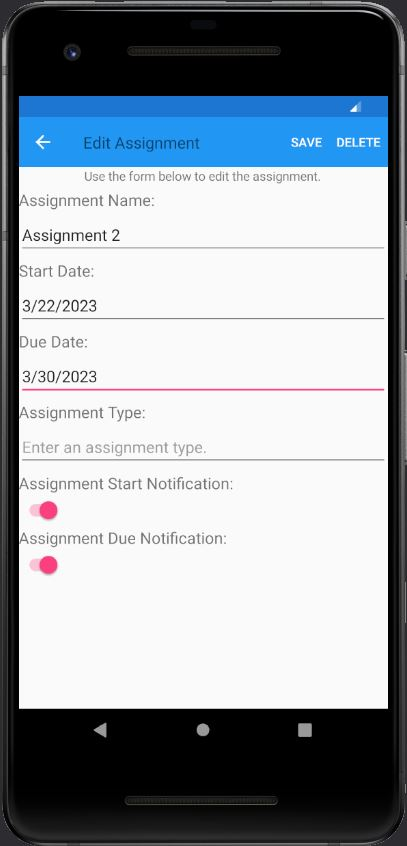 Edit Assignment SAVE DELETE
Use the form below to edit the assignment.
Assignment Name:
Assignment 2
Start Date:
3/22/2023
Due Date:
3/30/2023
Assignment Type:
Enter an assignment type.
Assignment Start Notification:
Assignment Due Notification: